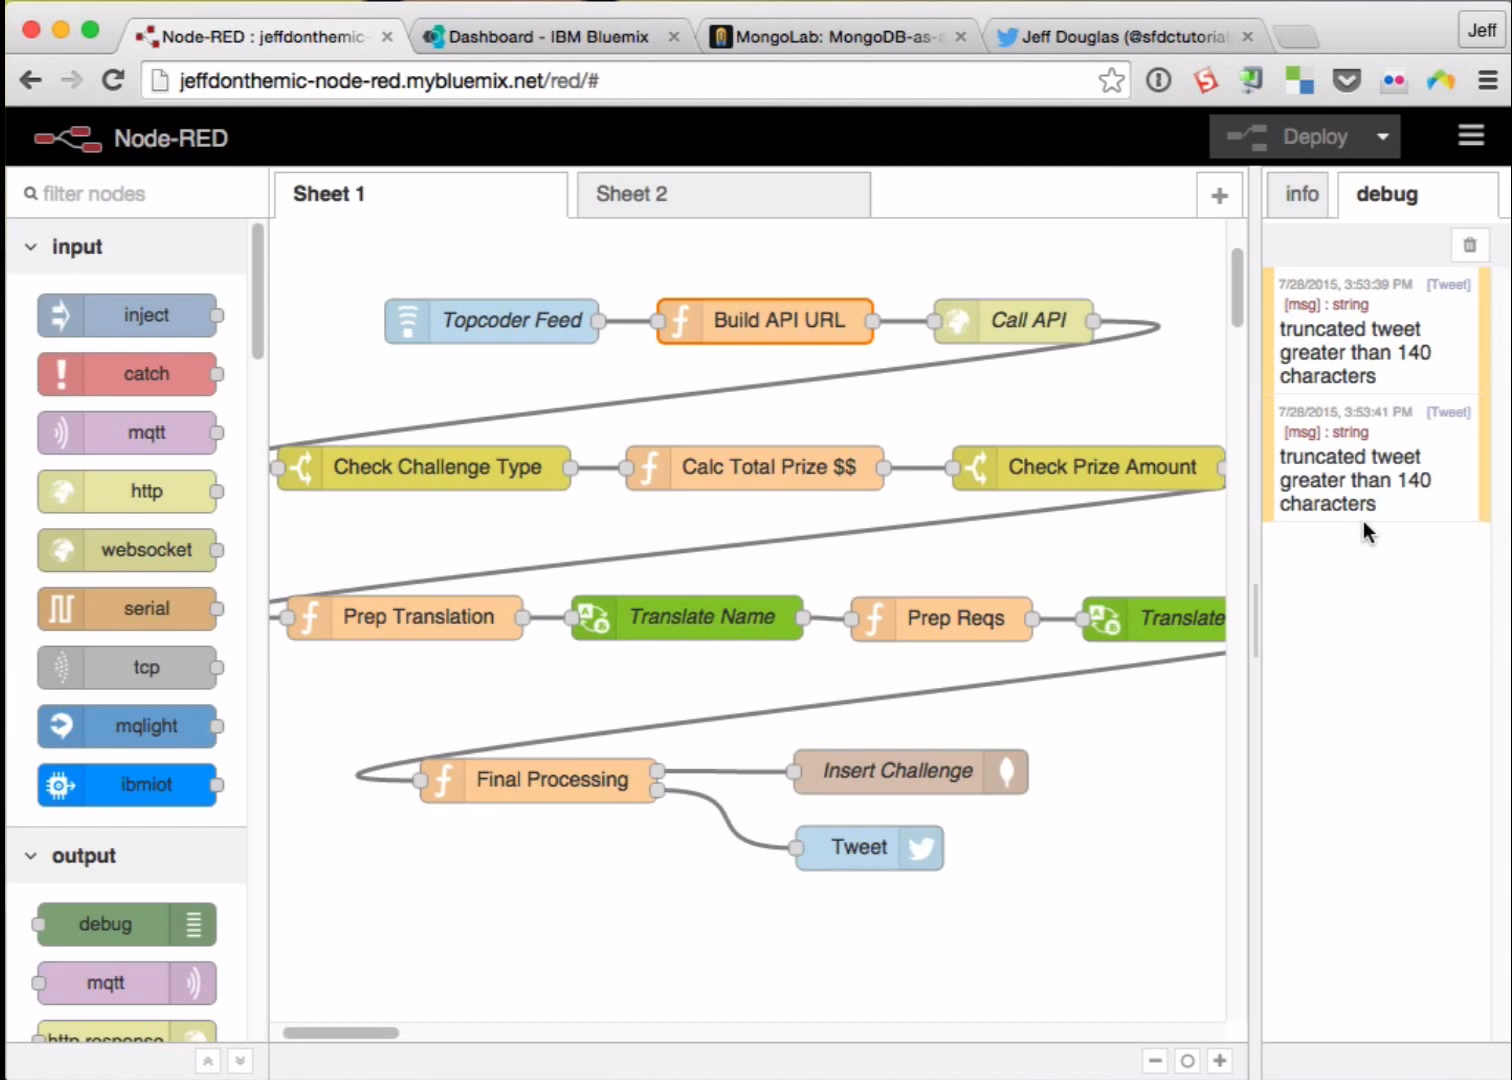 Node-RED : jeffdonthemic-
Dashboard - IBM Bluemix
MongoLab: MongoDB-as-a
Jeff Douglas (@sfdctutorial
Jeff
jeffdonthemic-node-red.mybluemix.net/red/#
Node-RED
Deploy
filter nodes
Sheet 1
Sheet 2
info
debug
input
inject
catch
mqtt
http
websocket
serial
tcp
mqlight
ibmiot
output
debug
mqtt
http response
Topcoder Feed
Build API URL
Call API
Check Challenge Type
Calc Total Prize $$
Check Prize Amount
Prep Translation
Translate Name
Prep Reqs
Translate
Final Processing
Insert Challenge
Tweet
7/28/2015, 3:53:39 PM [Tweet]
[msg] : string
truncated tweet
greater than 140
characters
7/28/2015, 3:53:41 PM [Tweet]
[msg] : string
truncated tweet
greater than 140
characters